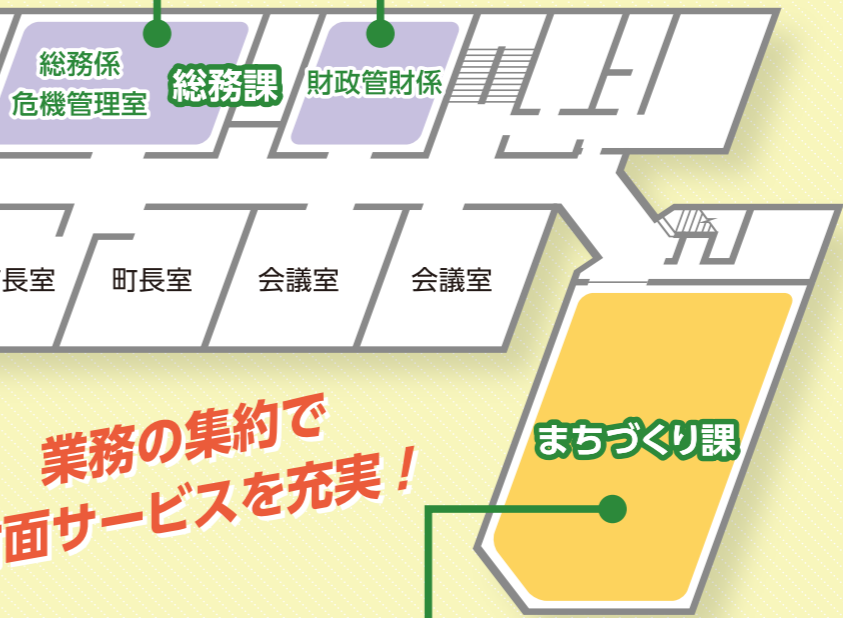 総務係
危機管理室
総務課
財政管財係
長室
町長室
会議室
会議室
業務の集約で
面サービスを充実！
まちづくり課